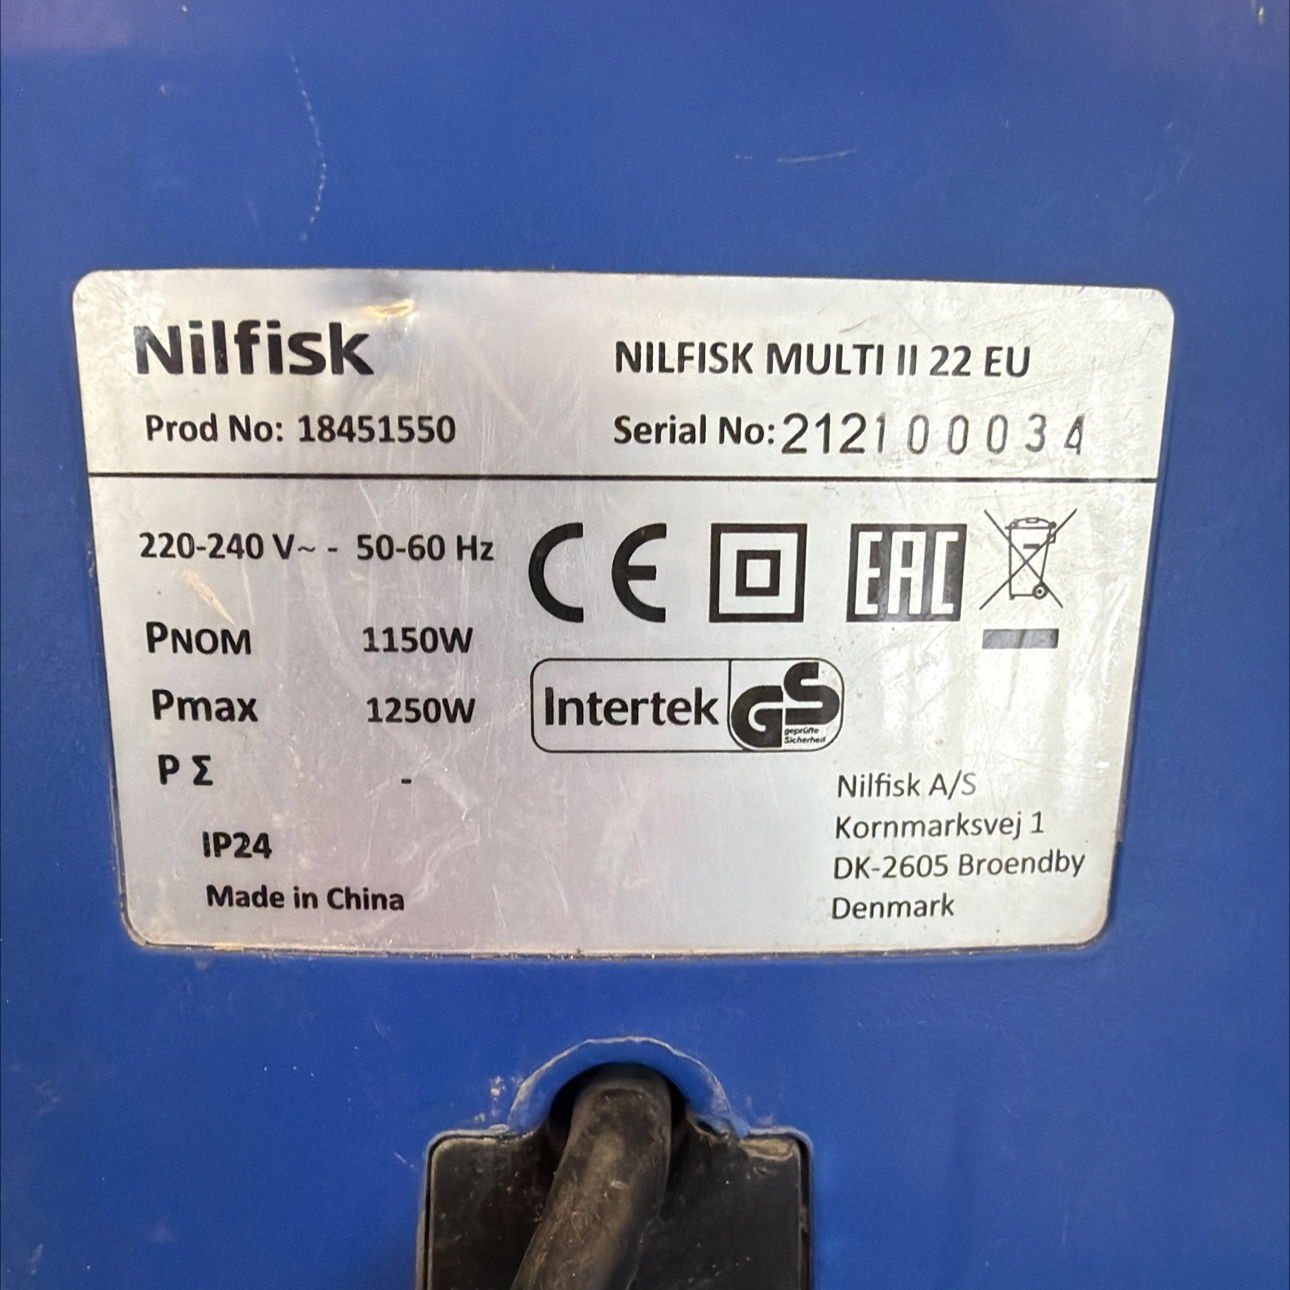 Nilfisk
NILFISK MULTI II 22 EU
Prod No: 18451550
Serial No: 212100034
220-240 V~ - 50-60 Hz
PNOM 1150W
Pmax 1250W
P Σ -
IP24
Made in China
CE
EAC
Intertek GS
geprüfte
Sicherheit
Nilfisk A/S
Kornmarksvej 1
DK-2605 Broendby
Denmark